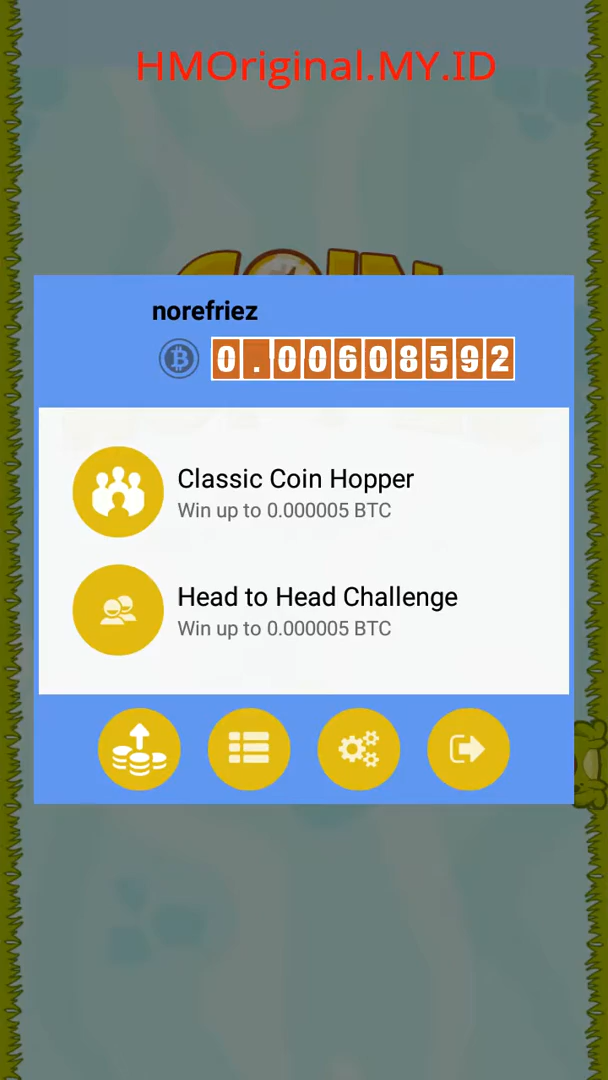 HMOriginal.MY.ID
COIN
norefriez
0.00608592
Classic Coin Hopper
Win up to 0.000005 BTC
Head to Head Challenge
Win up to 0.000005 BTC